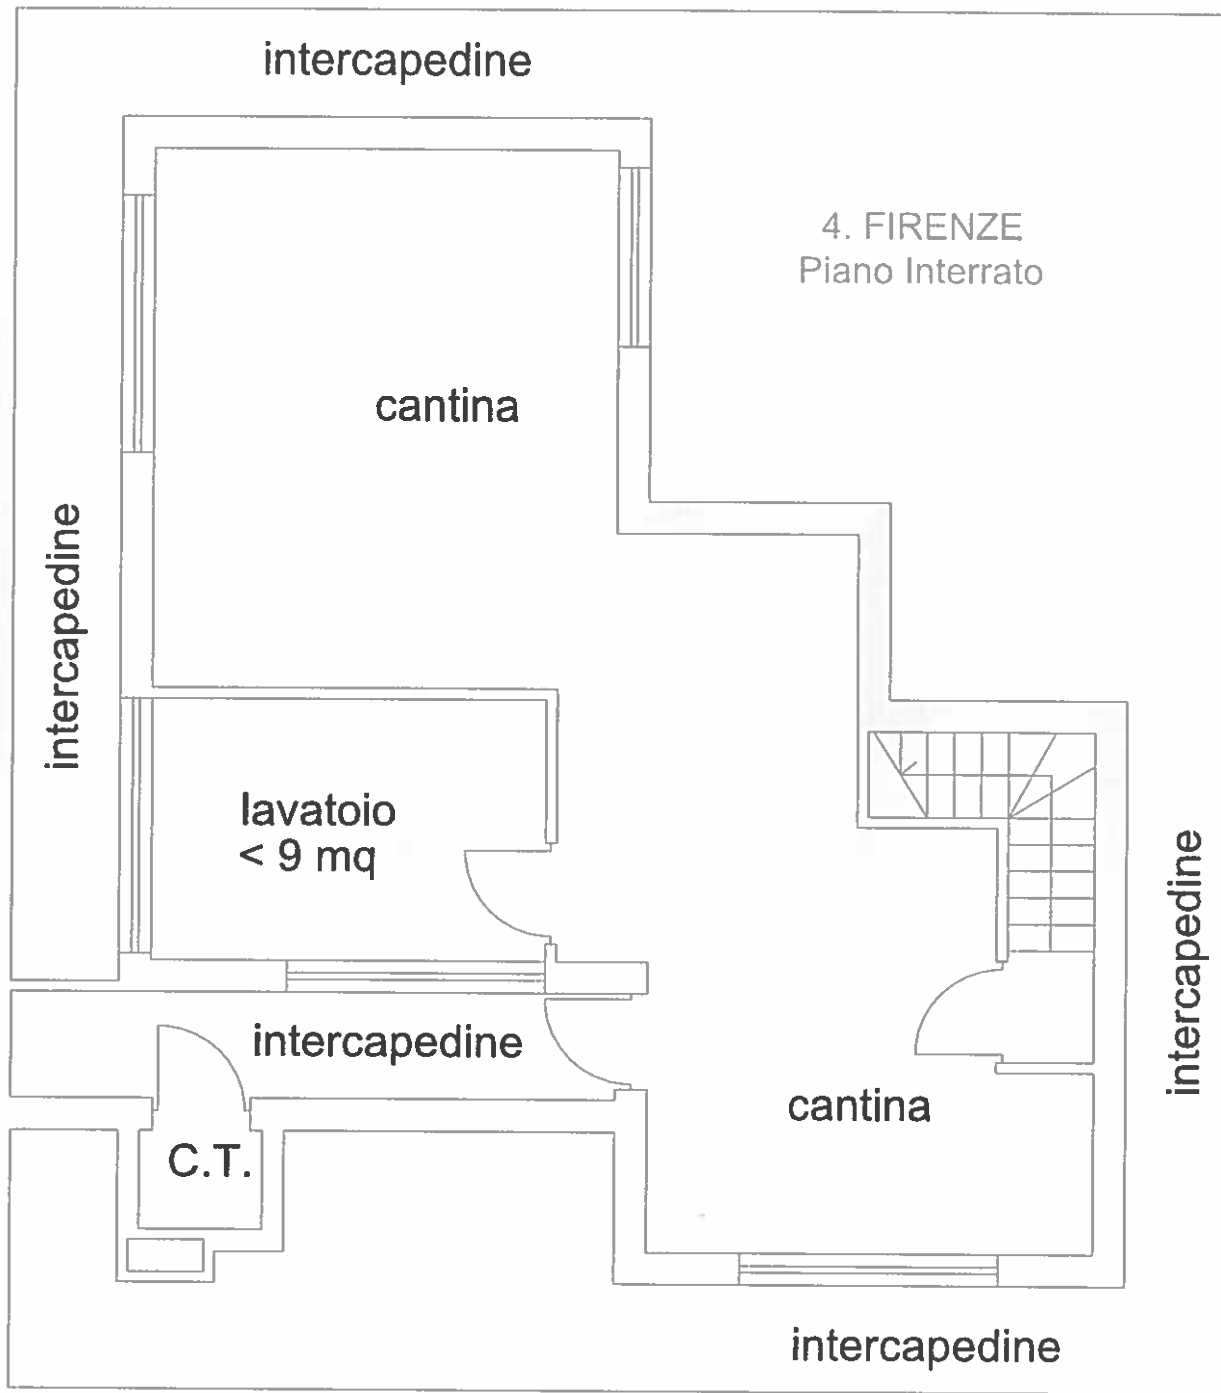 intercapedine
4. FIRENZE
Piano Interrato
cantina
intercapedine
lavatoio
< 9 mq
intercapedine
intercapedine
cantina
C.T.
intercapedine